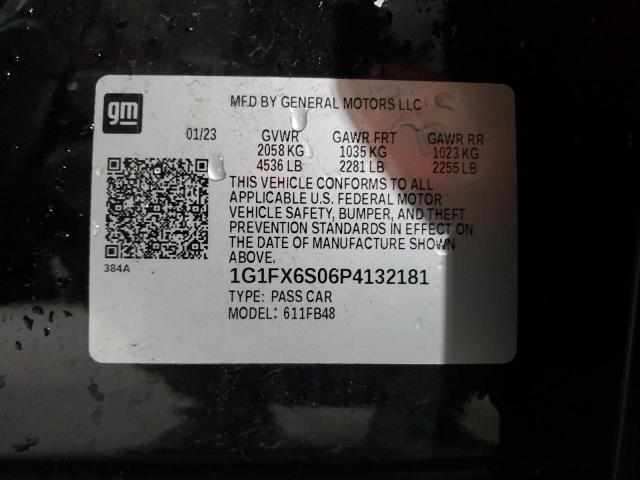 gm
MFD BY GENERAL MOTORS LLC
01/23 GVWR GAWR FRT GAWR RR
2058 KG 1035 KG 1023 KG
4536 LB 2281 LB 2255 LB
THIS VEHICLE CONFORMS TO ALL
APPLICABLE U.S. FEDERAL MOTOR
VEHICLE SAFETY, BUMPER, AND THEFT
PREVENTION STANDARDS IN EFFECT ON
THE DATE OF MANUFACTURE SHOWN
ABOVE.
384A
1G1FX6S06P4132181
TYPE: PASS CAR
MODEL: 611FB48